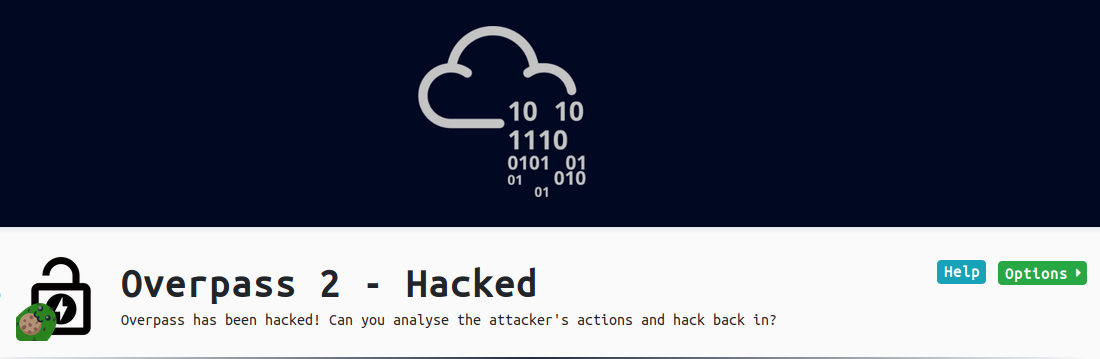 10 10
1110
0101 01
01 010
01
Overpass 2 - Hacked
Help
Options
Overpass has been hacked! Can you analyse the attacker's actions and hack back in?